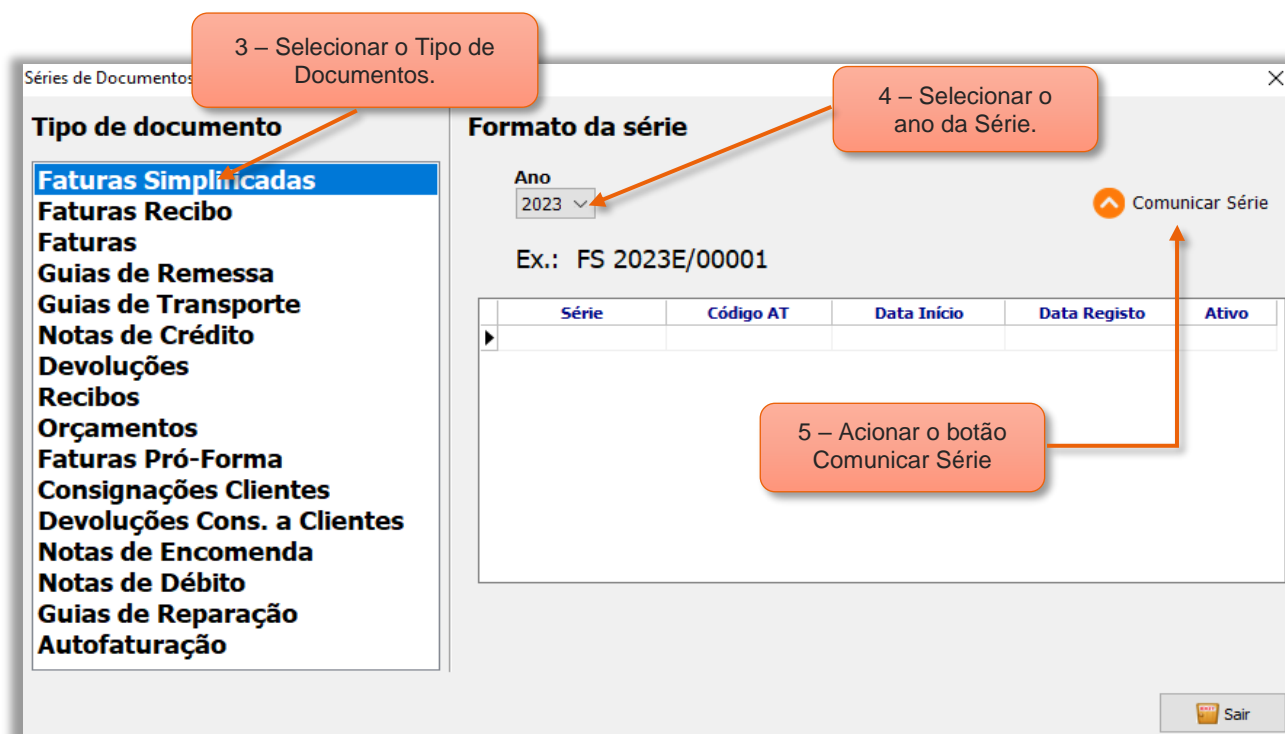 3 – Selecionar o Tipo de
Documentos.
Séries de Documentos
4 – Selecionar o
ano da Série.
Tipo de documento
Formato da série
Faturas Simplificadas
Faturas Recibo
Faturas
Guias de Remessa
Guias de Transporte
Notas de Crédito
Devoluções
Recibos
Orçamentos
Faturas Pró-Forma
Consignações Clientes
Devoluções Cons. a Clientes
Notas de Encomenda
Notas de Débito
Guias de Reparação
Autofaturação
Ano
2023
Comunicar Série
Ex.: FS 2023E/00001
Série Código AT Data Início Data Registo Ativo
5 – Acionar o botão
Comunicar Série
EXIT
Sair